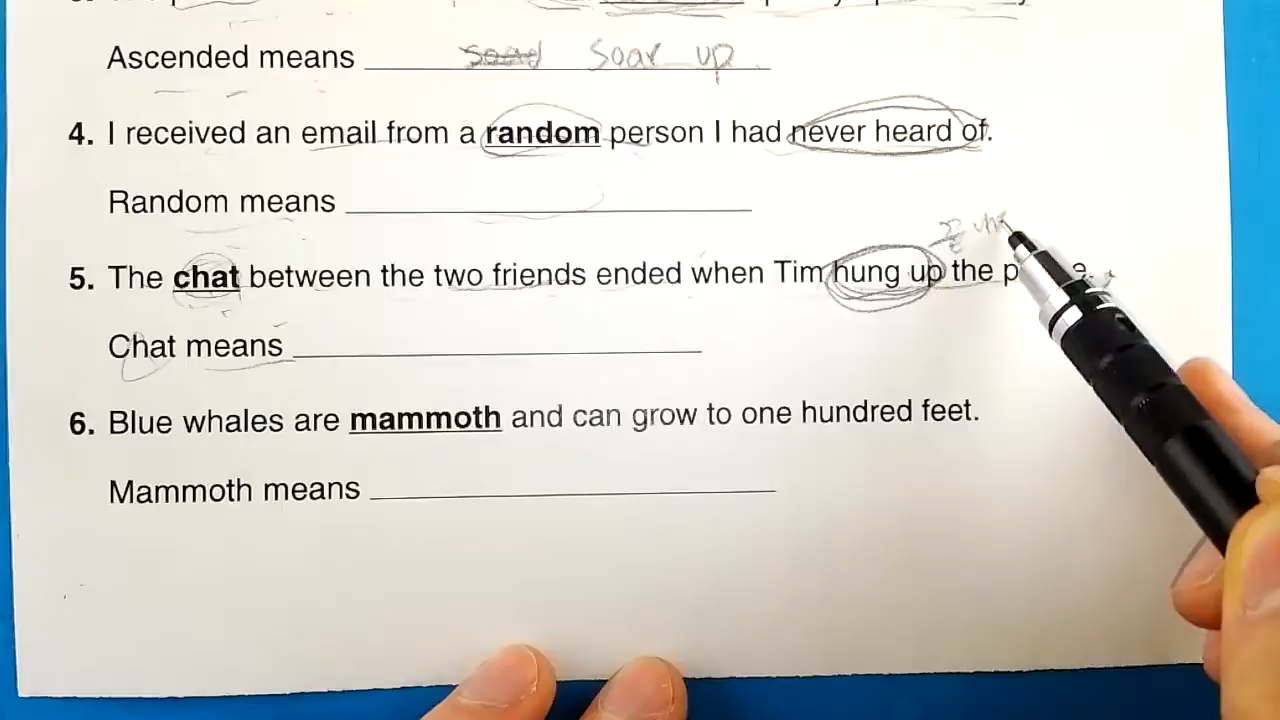 Ascended means soar up
4. I received an email from a random person I had never heard of.
Random means
5. The chat between the two friends ended when Tim hung up the
Chat means
6. Blue whales are mammoth and can grow to one hundred feet.
Mammoth means